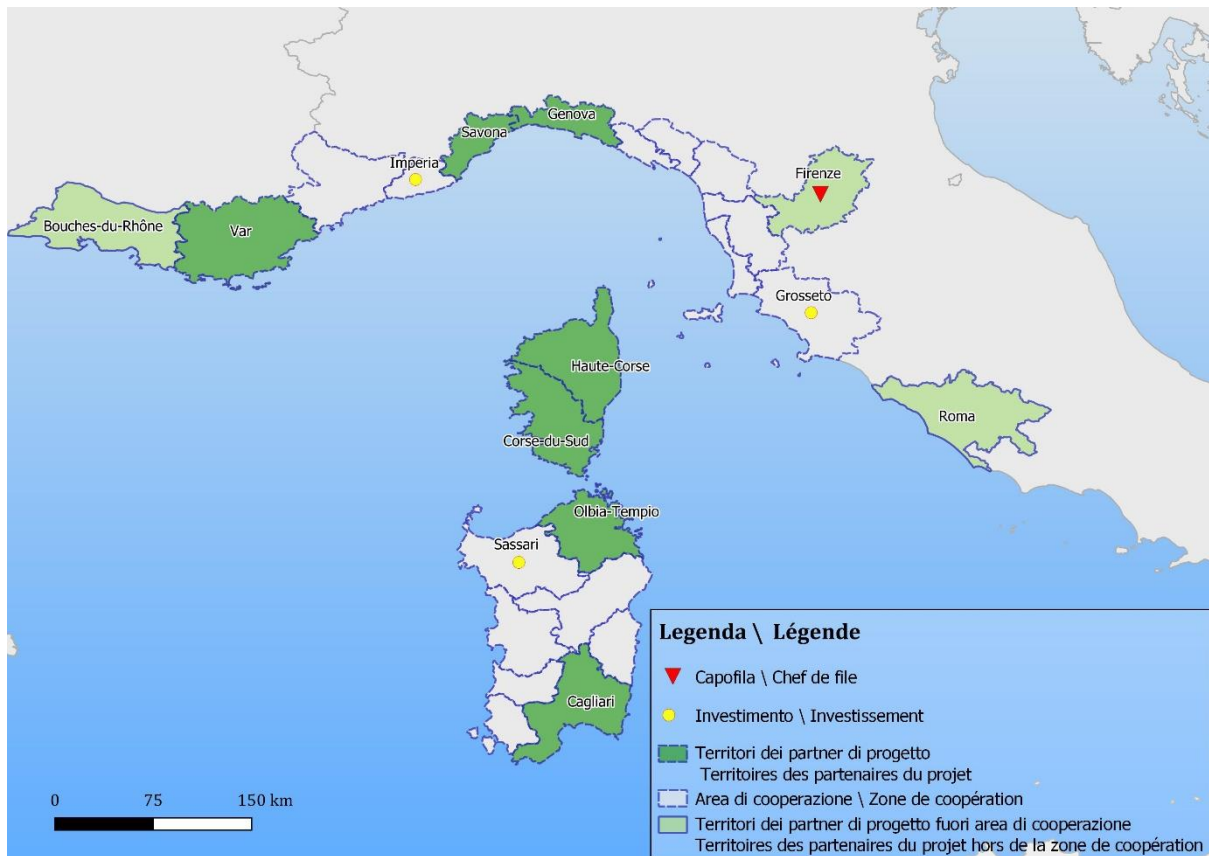 Genova
Savona
Imperia
Firenze
Bouches-du-Rhône
Var
Grosseto
Haute-Corse
Roma
Corse-du-Sud
Olbia-Tempio
Sassari
Cagliari
Legenda \ Légende
Capofila \ Chef de file
Investimento \ Investissement
Territori dei partner di progetto
Territoires des partenaires du projet
Area di cooperazione \ Zone de coopération
Territori dei partner di progetto fuori area di cooperazione
Territoires des partenaires du projet hors de la zone de coopération
0 75 150 km